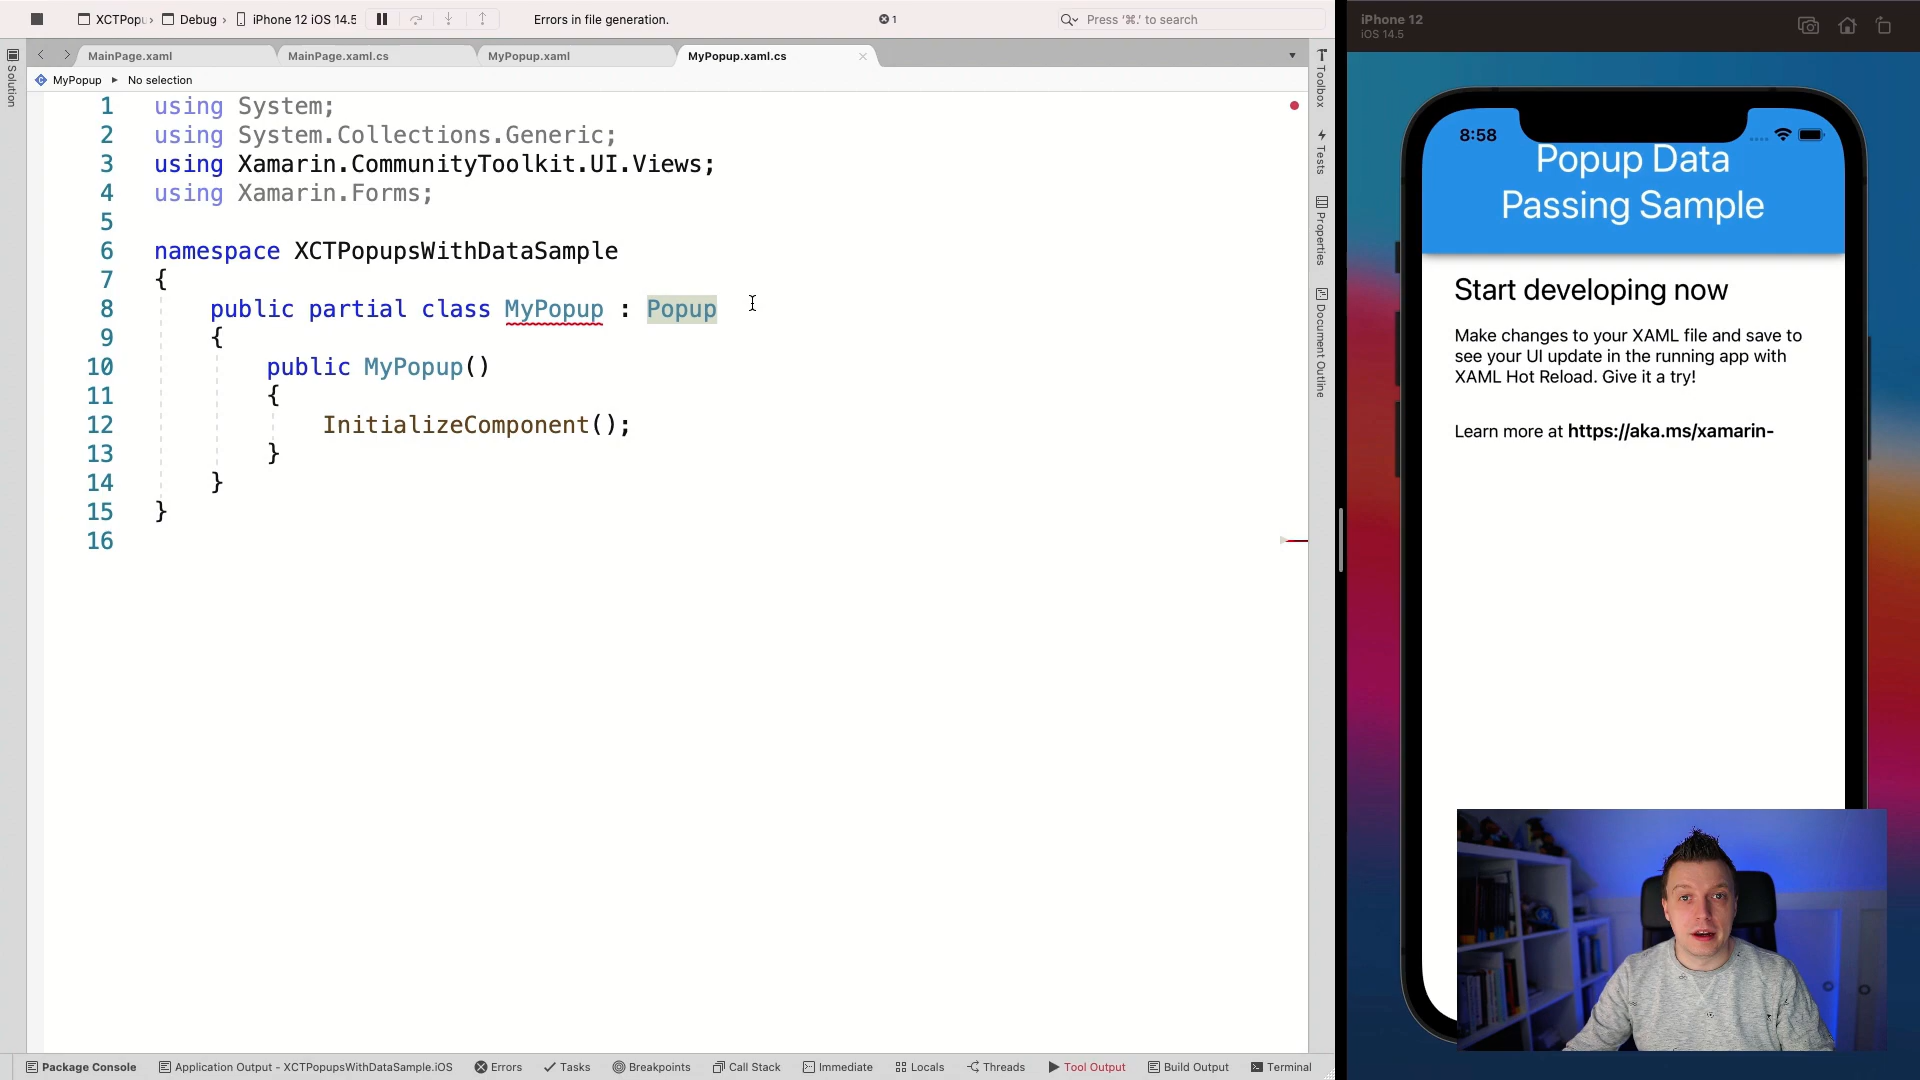 XCTPopu › Debug › iPhone 12 iOS 14.5
Errors in file generation.
1
Press ‘⌘.’ to search
MainPage.xaml
MainPage.xaml.cs
MyPopup.xaml
MyPopup.xaml.cs
MyPopup ▸ No selection
Solution
1 using System;
2 using System.Collections.Generic;
3 using Xamarin.CommunityToolkit.UI.Views;
4 using Xamarin.Forms;
5
6 namespace XCTPopupsWithDataSample
7 {
8 public partial class MyPopup : Popup
9 {
10 public MyPopup()
11 {
12 InitializeComponent();
13 }
14 }
15 }
16
Toolbox
Tests
Properties
Document Outline
Package Console
Application Output - XCTPopupsWithDataSample.iOS
Errors
Tasks
Breakpoints
Call Stack
Immediate
Locals
Threads
Tool Output
Build Output
Terminal
iPhone 12
iOS 14.5
8:58
Popup Data
Passing Sample
Start developing now
Make changes to your XAML file and save to
see your UI update in the running app with
XAML Hot Reload. Give it a try!
Learn more at https://aka.ms/xamarin-